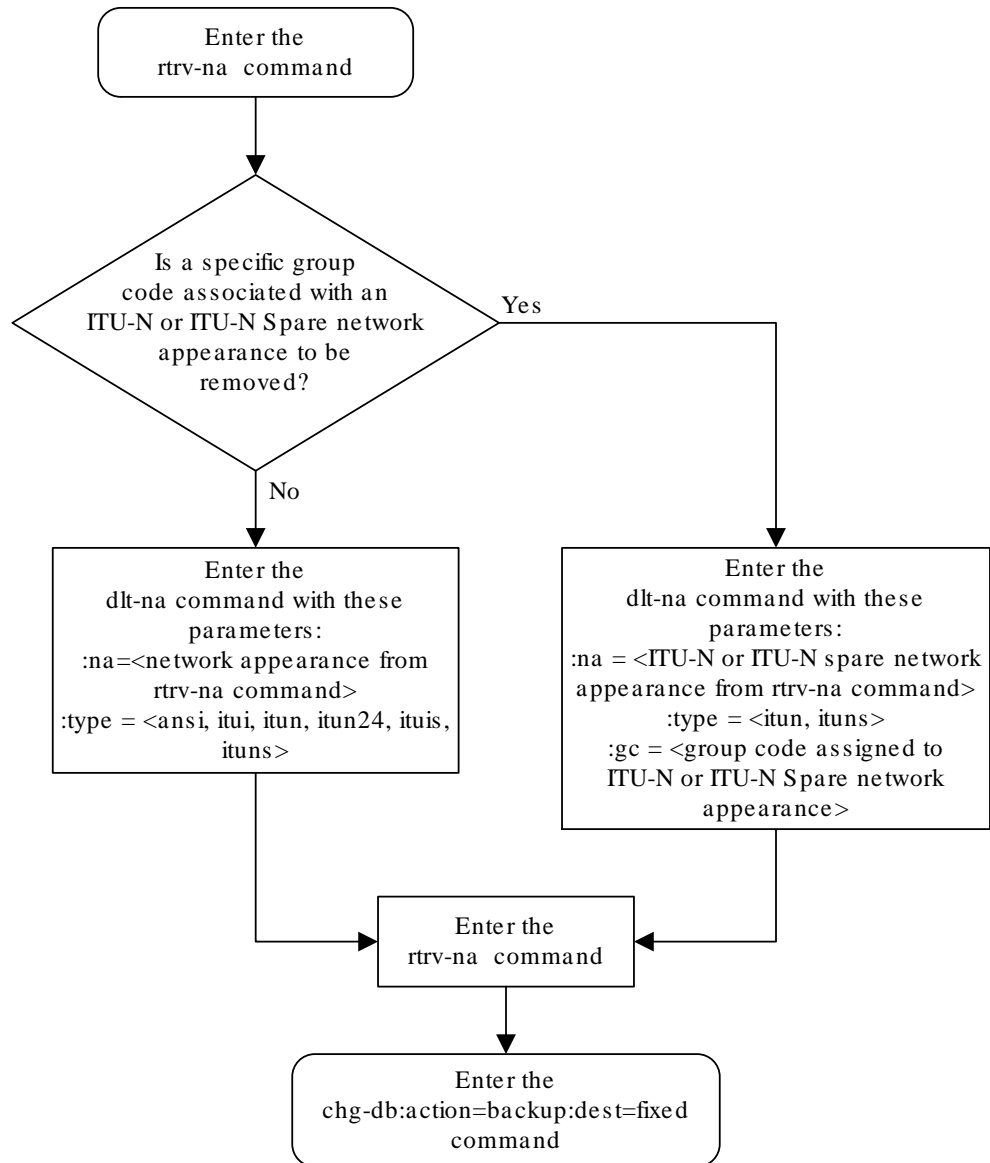 Enter the
rtrv-na command
Is a specific group
code associated with an
ITU-N or ITU-N Spare network
appearance to be
removed?
Yes
No
Enter the
dlt-na command with these
parameters:
:na=<network appearance from
rtrv-na command>
:type = <ansi, itui, itun, itun24, ituis,
ituns>
Enter the
dlt-na command with these
parameters:
:na = <ITU-N or ITU-N spare network
appearance from rtrv-na command>
:type = <itun, ituns>
:gc = <group code assigned to
ITU-N or ITU-N Spare network
appearance>
Enter the
rtrv-na command
Enter the
chg-db:action=backup:dest=fixed
command